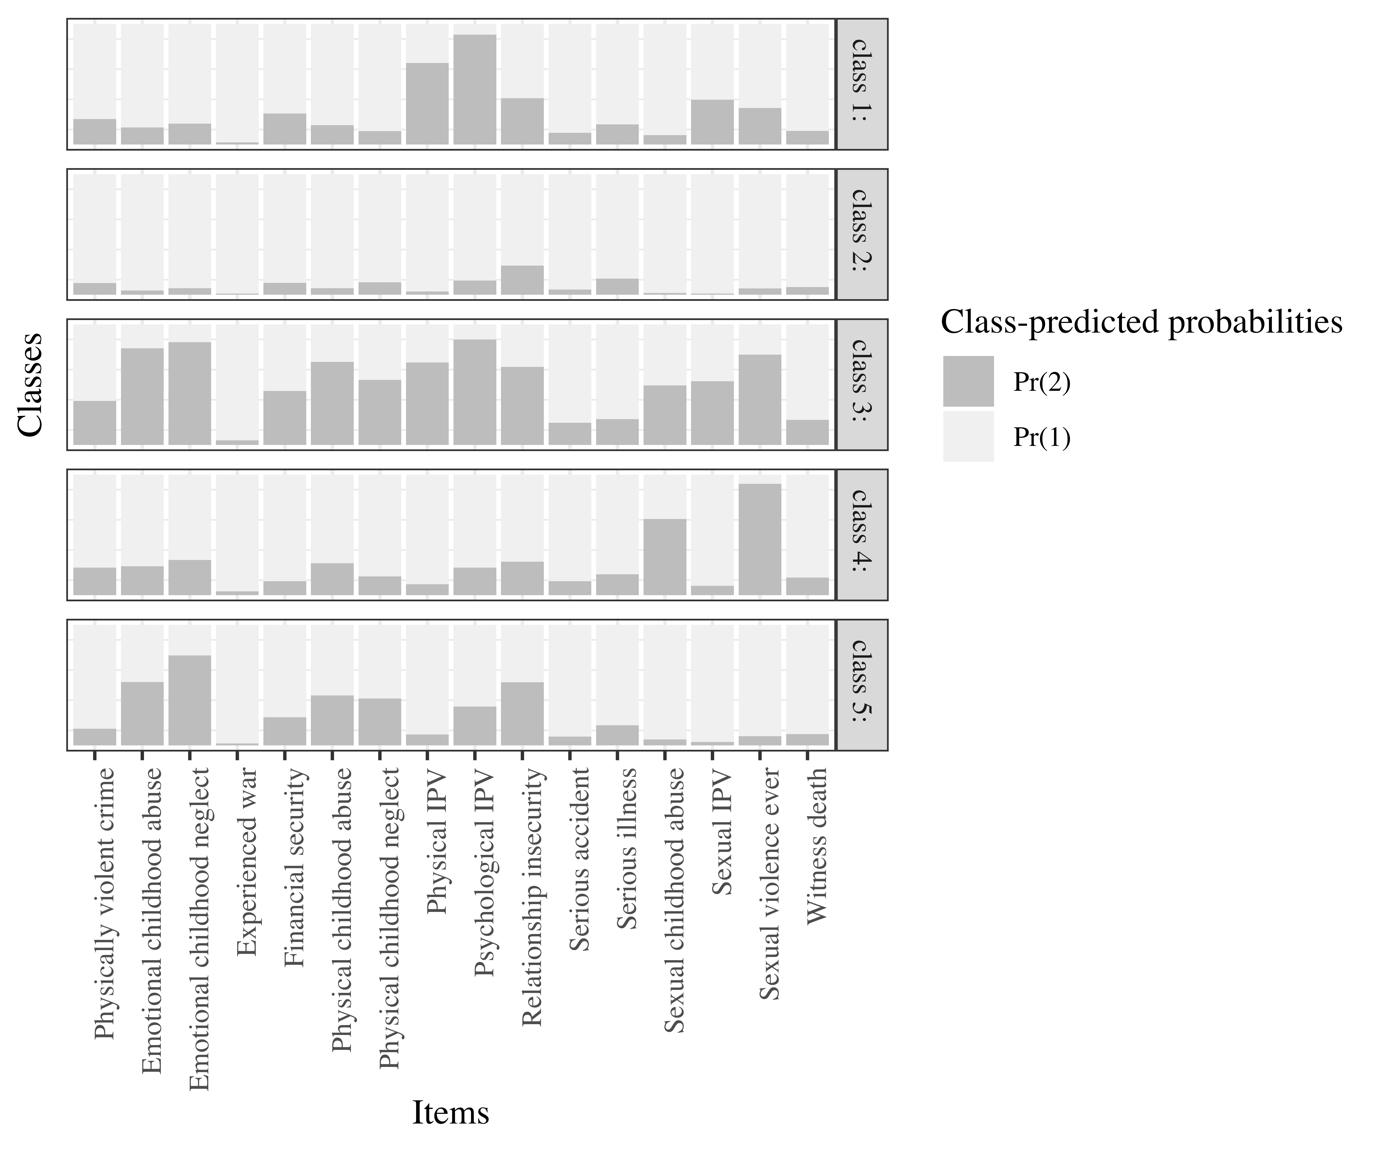 class 1:
class 2:
class 3:
class 4:
class 5:
Classes
Class-predicted probabilities
Pr(2)
Pr(1)
Physically violent crime
Emotional childhood abuse
Emotional childhood neglect
Experienced war
Financial security
Physical childhood abuse
Physical childhood neglect
Physical IPV
Psychological IPV
Relationship insecurity
Serious accident
Serious illness
Sexual childhood abuse
Sexual IPV
Sexual violence ever
Witness death
Items